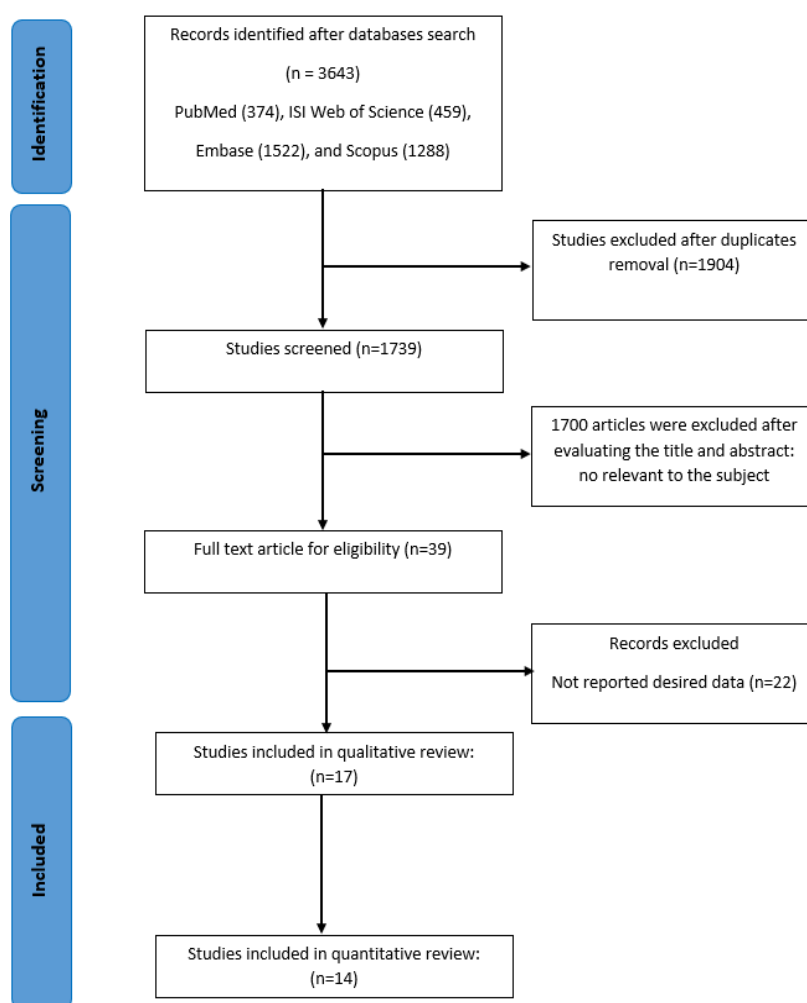 Identification
Records identified after databases search
(n = 3643)
PubMed (374), ISI Web of Science (459),
Embase (1522), and Scopus (1288)
Screening
Studies excluded after duplicates
removal (n=1904)
Studies screened (n=1739)
1700 articles were excluded after
evaluating the title and abstract:
no relevant to the subject
Full text article for eligibility (n=39)
Records excluded
Not reported desired data (n=22)
Included
Studies included in qualitative review:
(n=17)
Studies included in quantitative review:
(n=14)